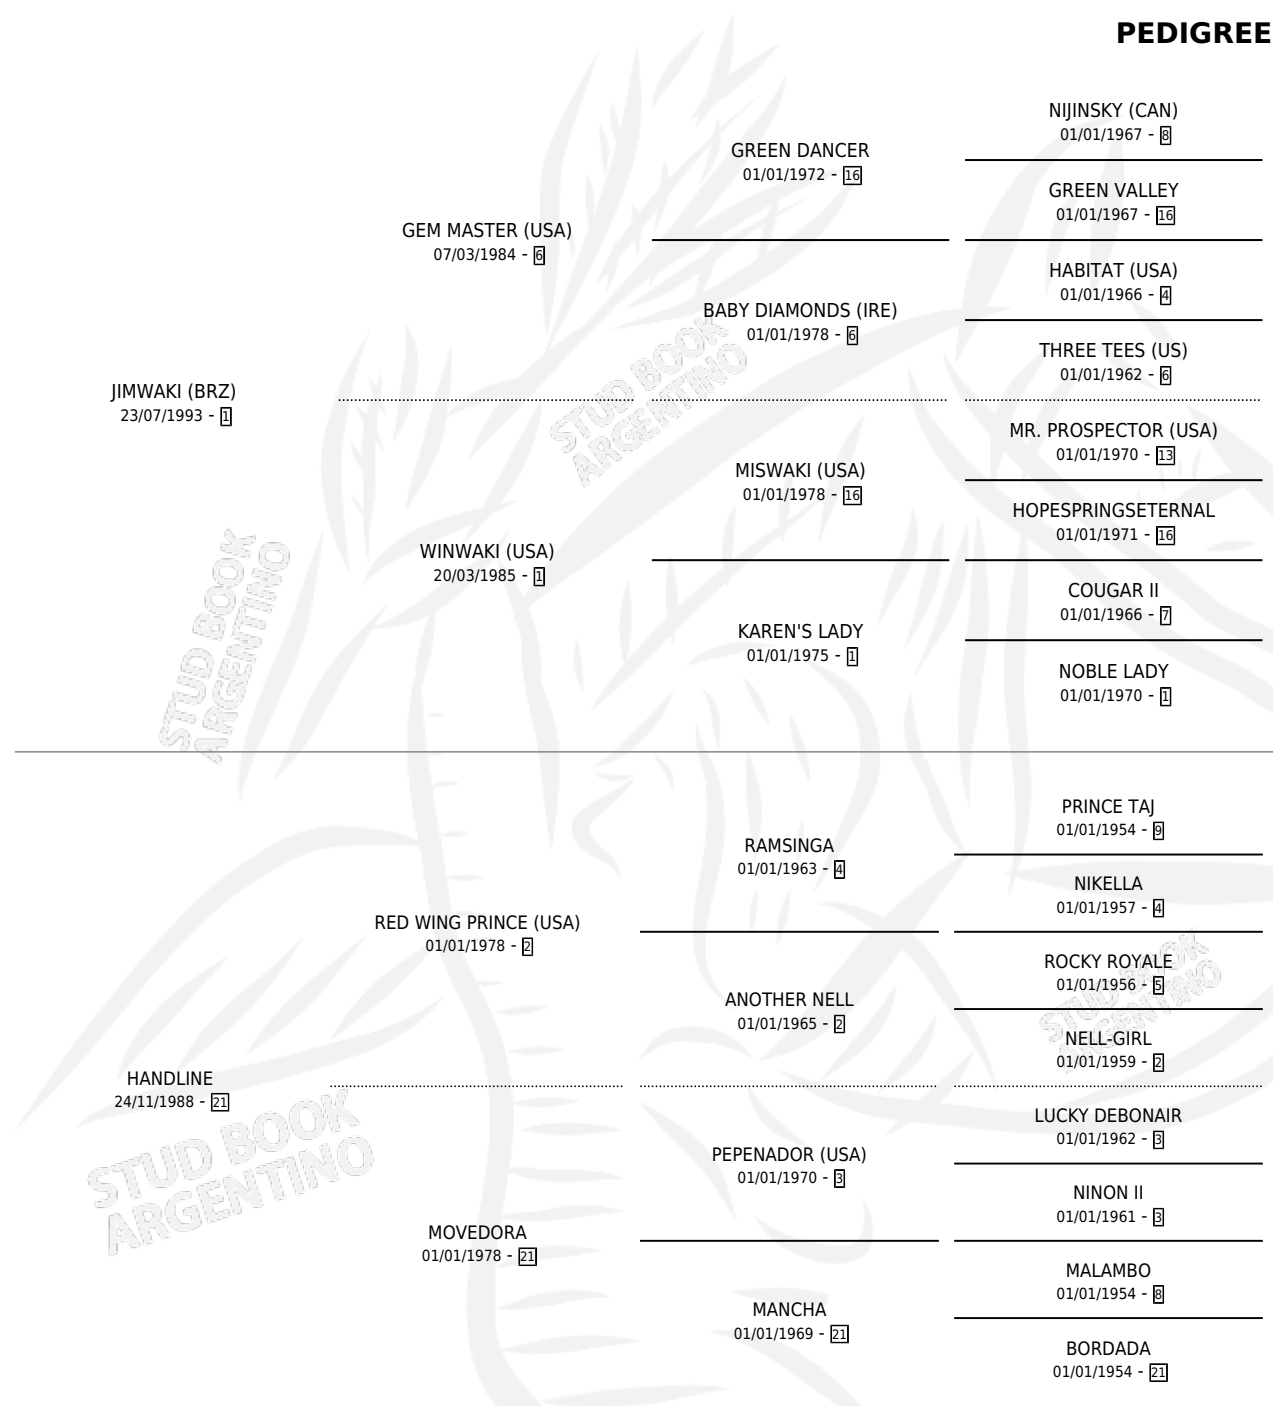 PEDIGREE
JIMWAKI (BRZ)
23/07/1993 - 1
GEM MASTER (USA)
07/03/1984 - 6
GREEN DANCER
01/01/1972 - 16
NIJINSKY (CAN)
01/01/1967 - 8
GREEN VALLEY
01/01/1967 - 16
BABY DIAMONDS (IRE)
01/01/1978 - 6
HABITAT (USA)
01/01/1966 - 4
THREE TEES (US)
01/01/1962 - 6
WINWAKI (USA)
20/03/1985 - 1
MISWAKI (USA)
01/01/1978 - 16
MR. PROSPECTOR (USA)
01/01/1970 - 13
HOPESPRINGSETERNAL
01/01/1971 - 16
KAREN'S LADY
01/01/1975 - 1
COUGAR II
01/01/1966 - 7
NOBLE LADY
01/01/1970 - 1
HANDLINE
24/11/1988 - 21
RED WING PRINCE (USA)
01/01/1978 - 2
RAMSINGA
01/01/1963 - 4
PRINCE TAJ
01/01/1954 - 9
NIKELLA
01/01/1957 - 4
ANOTHER NELL
01/01/1965 - 2
ROCKY ROYALE
01/01/1956 - 5
NELL-GIRL
01/01/1959 - 2
MOVEDORA
01/01/1978 - 21
PEPENADOR (USA)
01/01/1970 - 3
LUCKY DEBONAIR
01/01/1962 - 3
NINON II
01/01/1961 - 3
MANCHA
01/01/1969 - 21
MALAMBO
01/01/1954 - 8
BORDADA
01/01/1954 - 21
STUD BOOK
ARGENTINO
STUD BOOK
ARGENTINO
STUD BOOK
ARGENTINO
STUD BOOK
ARGENTINO